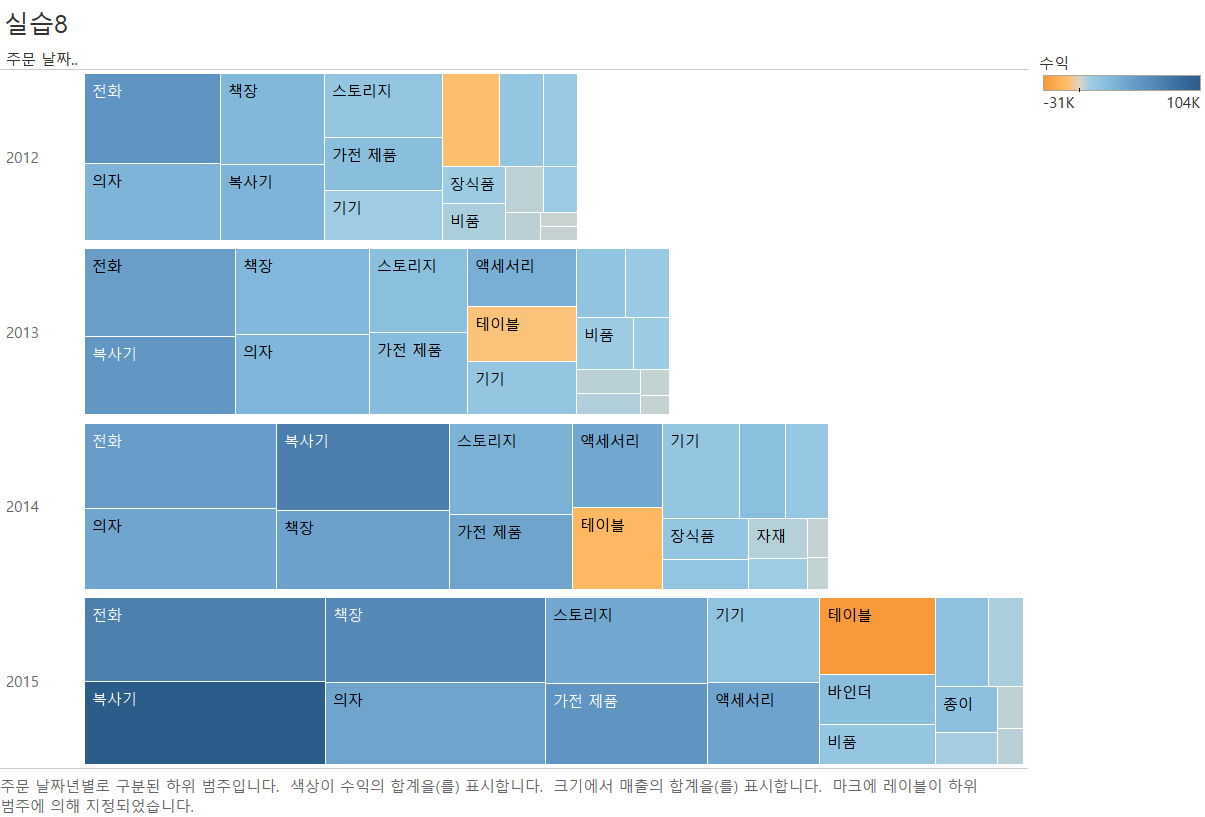 실습8
주문 날짜..
수익
-31K 104K
2012
전화
책장
스토리지
가전 제품
의자
복사기
기기
장식품
비품
2013
전화
책장
스토리지
액세서리
테이블
비품
복사기
의자
가전 제품
기기
2014
전화
복사기
스토리지
액세서리
기기
의자
책장
가전 제품
테이블
장식품
자재
2015
전화
책장
스토리지
기기
테이블
복사기
의자
가전 제품
액세서리
바인더
종이
비품
주문 날짜년별로 구분된 하위 범주입니다. 색상이 수익의 합계을(를) 표시합니다. 크기에서 매출의 합계을(를) 표시합니다. 마크에 레이블이 하위
범주에 의해 지정되었습니다.